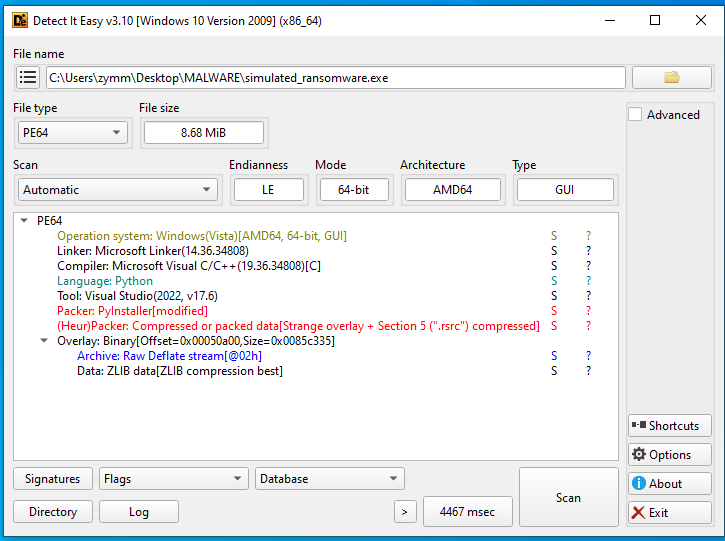 Detect It Easy v3.10 [Windows 10 Version 2009] (x86_64)
File name
C:\Users\zymm\Desktop\MALWARE\simulated_ransomware.exe
File type
File size
PE64
8.68 MiB
Advanced
Scan
Endianness
Mode
Architecture
Type
Automatic
LE
64-bit
AMD64
GUI
PE64
Operation system: Windows(Vista)[AMD64, 64-bit, GUI] S ?
Linker: Microsoft Linker(14.36.34808) S ?
Compiler: Microsoft Visual C/C++(19.36.34808)[C] S ?
Language: Python S ?
Tool: Visual Studio(2022, v17.6) S ?
Packer: PyInstaller[modified] S ?
(Heur)Packer: Compressed or packed data[Strange overlay + Section 5 (".rsrc") compressed] S ?
Overlay: Binary[Offset=0x00050a00,Size=0x0085c335]
Archive: Raw Deflate stream[@02h] S ?
Data: ZLIB data[ZLIB compression best] S ?
Shortcuts
Options
About
Exit
Signatures
Flags
Database
Scan
Directory
Log
>
4467 msec